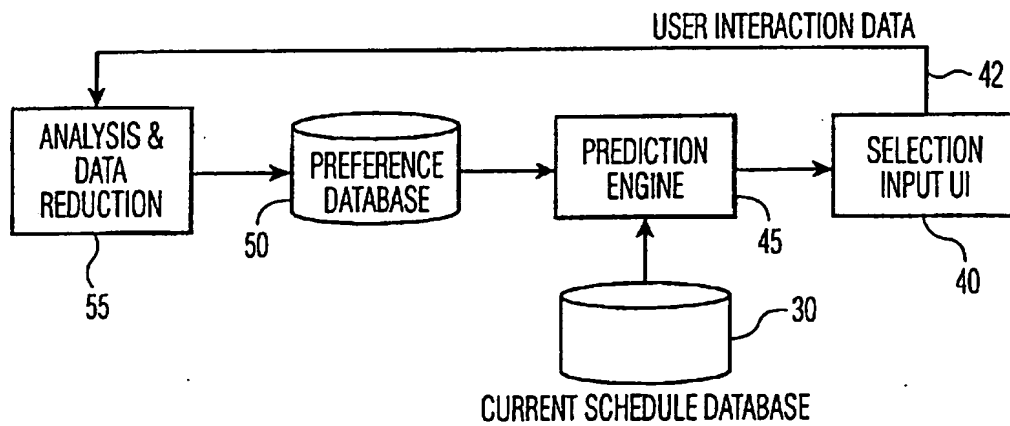 USER INTERACTION DATA
42
ANALYSIS &
DATA
REDUCTION
55
PREFERENCE
DATABASE
50
PREDICTION
ENGINE
45
SELECTION
INPUT UI
40
30
CURRENT SCHEDULE DATABASE